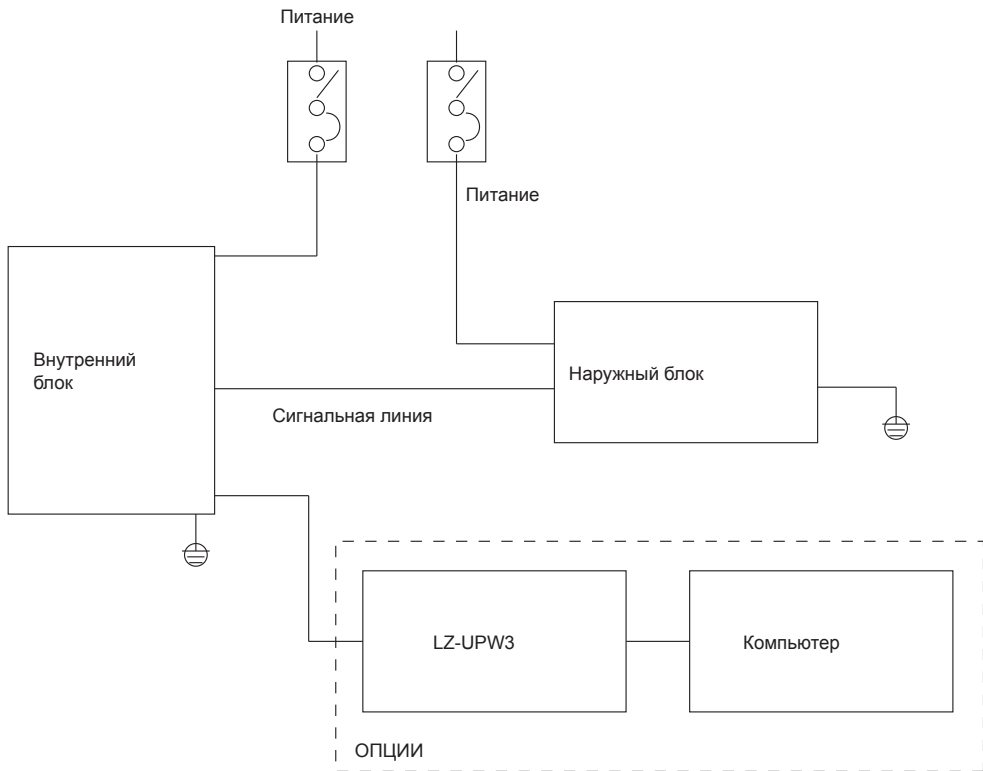 Питание
Питание
Внутренний
блок
Наружный блок
Сигнальная линия
LZ-UPW3
Компьютер
ОПЦИИ